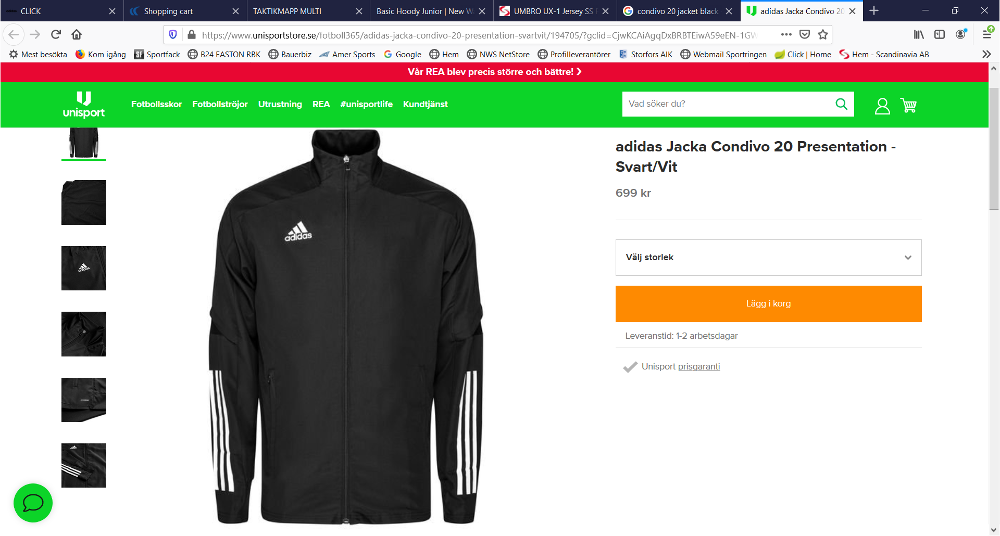 CLICK
Shopping cart
TAKTIKMAPP MULTI
Basic Hoody Junior | New W
UMBRO UX-1 Jersey SS
condivo 20 jacket black
adidas Jacka Condivo 20
https://www.unisportstore.se/fotboll365/adidas-jacka-condivo-20-presentation-svartvit/194705/?gclid=CjwKCAiAgqDxBRBTEiwA59eEN-1GW
Mest besökta
Kom igång
SF Sportfack
B24 EASTON RBK
Bauerbiz
Amer Sports
Google
Hem
NWS NetStore
Profilleverantörer
Storfors AIK
Webmail Sportringen
Click | Home
Hem - Scandinavia AB
Vår REA blev precis större och bättre!
unisport
Fotbollsskor
Fotbollströjor
Utrustning
REA
#unisportlife
Kundtjänst
Vad söker du?
adidas Jacka Condivo 20 Presentation -
Svart/Vit
699 kr
Välj storlek
Lägg i korg
Leveranstid: 1-2 arbetsdagar
Unisport prisgaranti
adidas
adidas